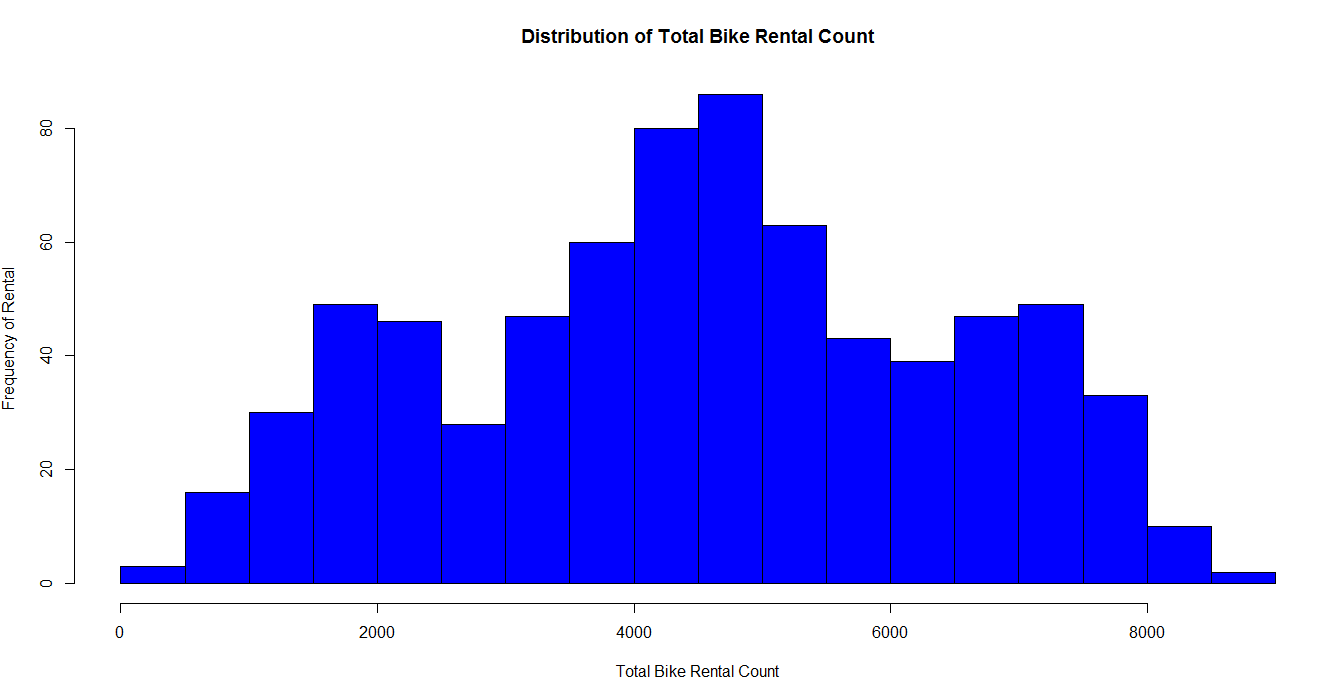 Distribution of Total Bike Rental Count
Frequency of Rental
80
60
40
20
0
0 2000 4000 6000 8000
Total Bike Rental Count